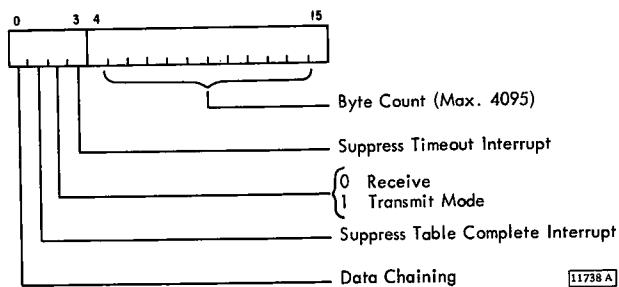 0 3 4 15
Byte Count (Max. 4095)
Suppress Timeout Interrupt
0 Receive
1 Transmit Mode
Suppress Table Complete Interrupt
Data Chaining
11738 A